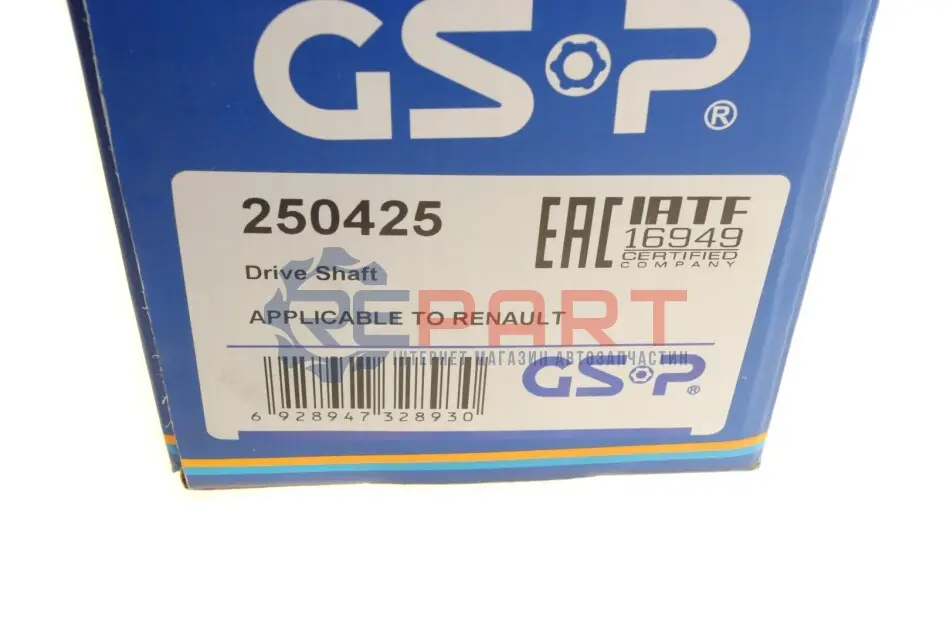 GSP®
250425
EAC
IATF
16949
CERTIFIED
COMPANY
Drive Shaft
APPLICABLE TO RENAULT
REPART
ІНТЕРНЕТ МАГАЗИН АВТОЗАПЧАСТИН
GSP®
6 928947 328930